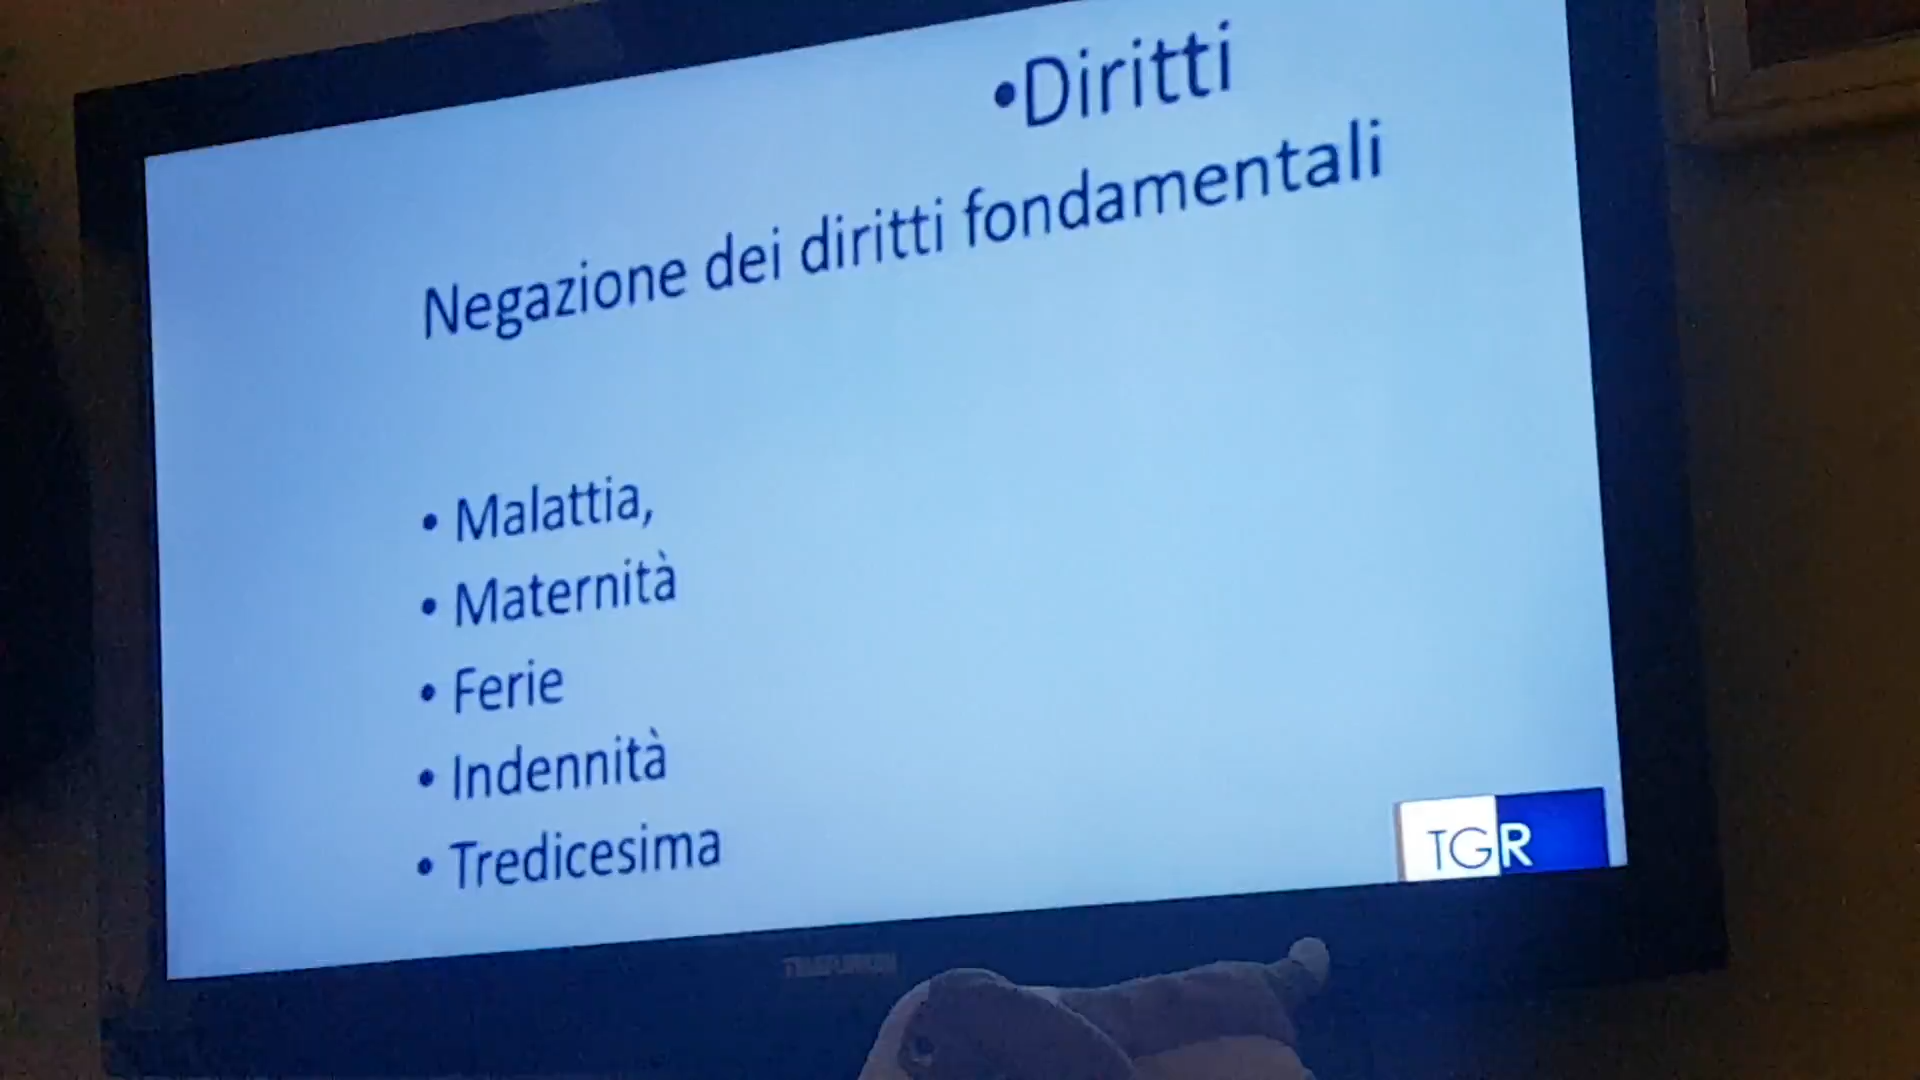 •Diritti
Negazione dei diritti fondamentali
• Malattia,
• Maternità
• Ferie
• Indennità
• Tredicesima
TGR